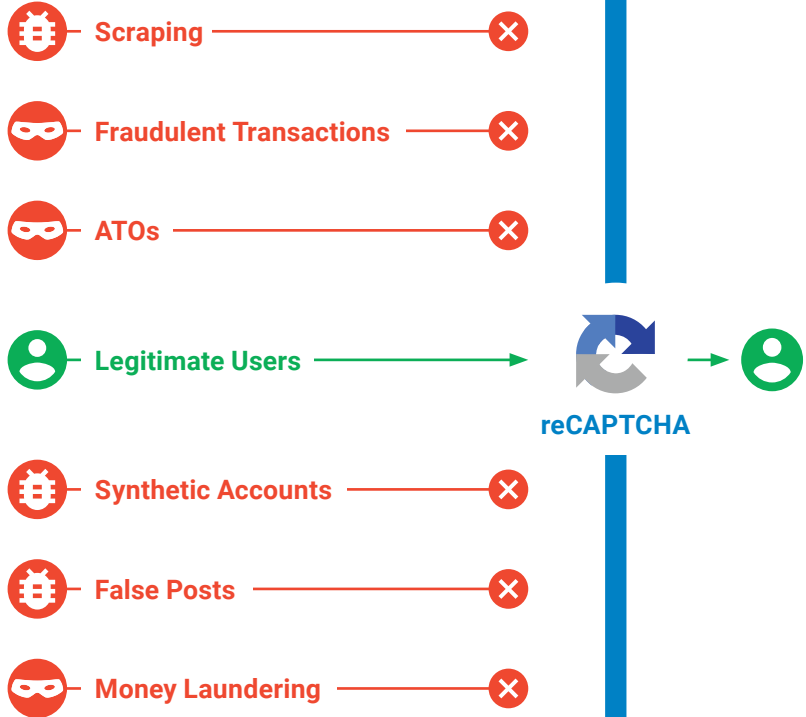 Scraping
Fraudulent Transactions
ATOs
Legitimate Users
reCAPTCHA
Synthetic Accounts
False Posts
Money Laundering